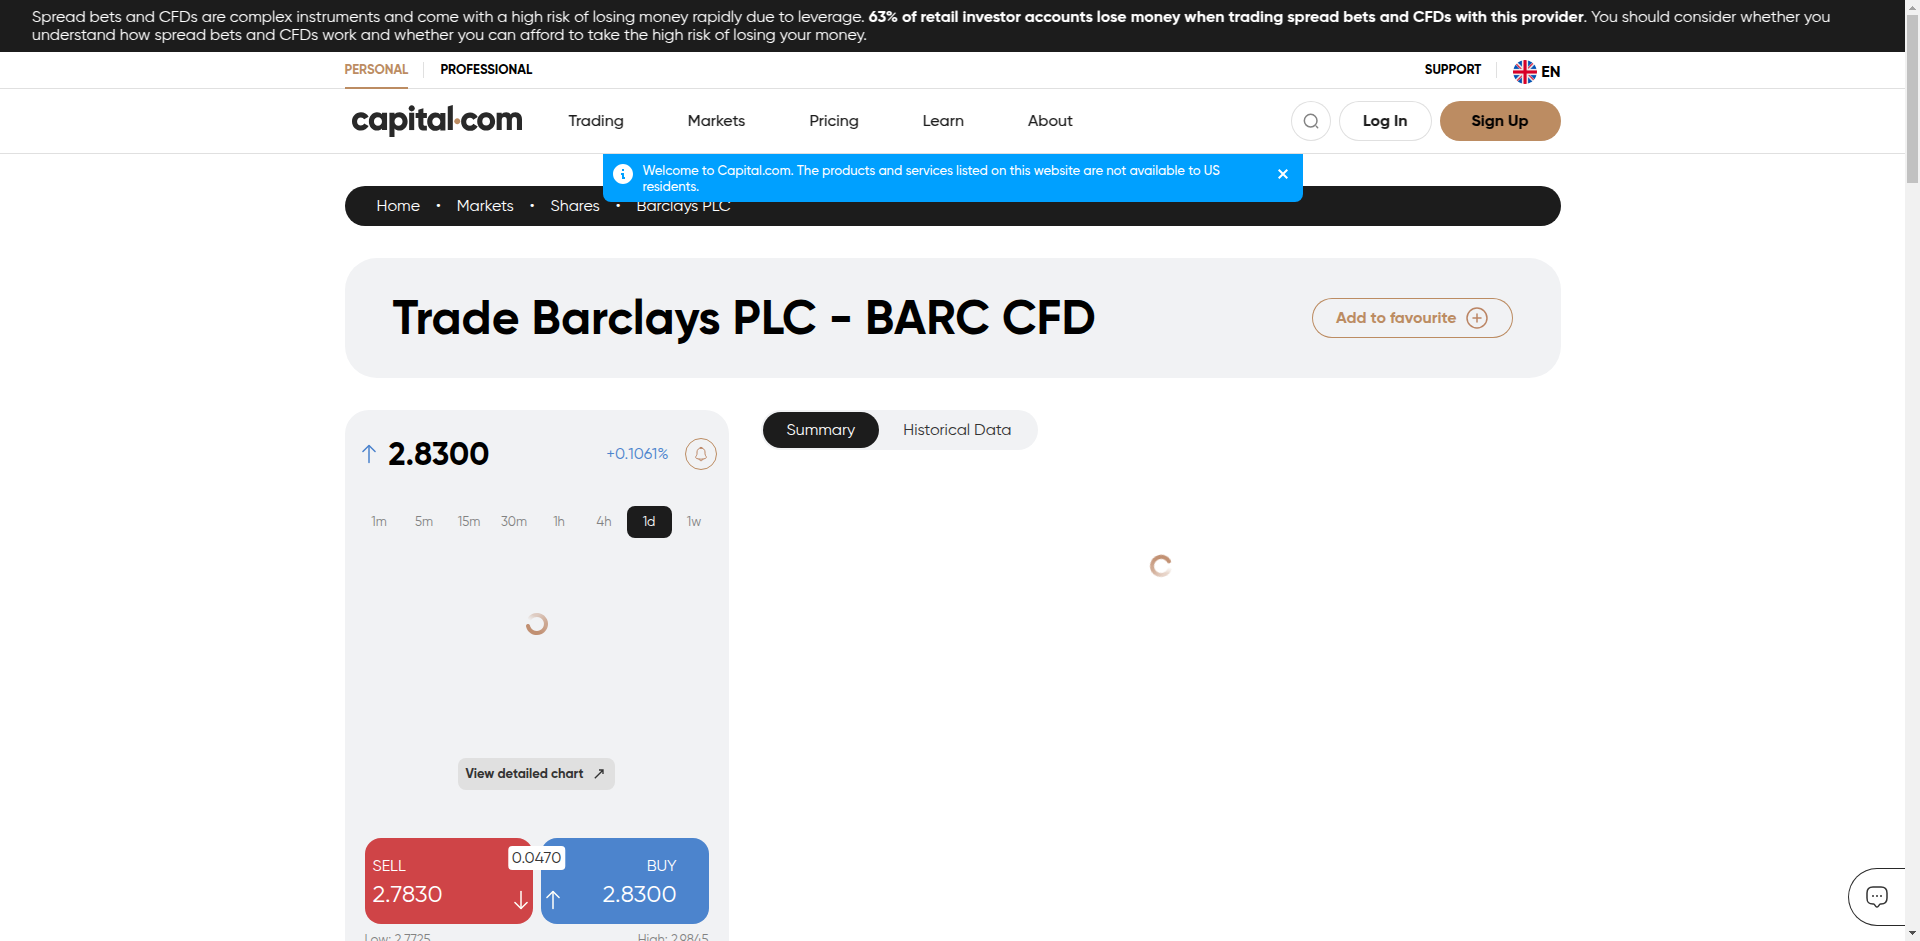 Spread bets and CFDs are complex instruments and come with a high risk of losing money rapidly due to leverage. 63% of retail investor accounts lose money when trading spread bets and CFDs with this provider. You should consider whether you
understand how spread bets and CFDs work and whether you can afford to take the high risk of losing your money.
PERSONAL PROFESSIONAL SUPPORT EN
capital.com Trading Markets Pricing Learn About Log In Sign Up
Welcome to Capital.com. The products and services listed on this website are not available to US
residents.
Home • Markets • Shares • Barclays PLC
Trade Barclays PLC - BARC CFD Add to favourite
2.8300 +0.1061%
Summary Historical Data
1m 5m 15m 30m 1h 4h 1d 1w
View detailed chart
SELL 0.0470 BUY
2.7830 2.8300
Low: 2.7725 High: 2.9845